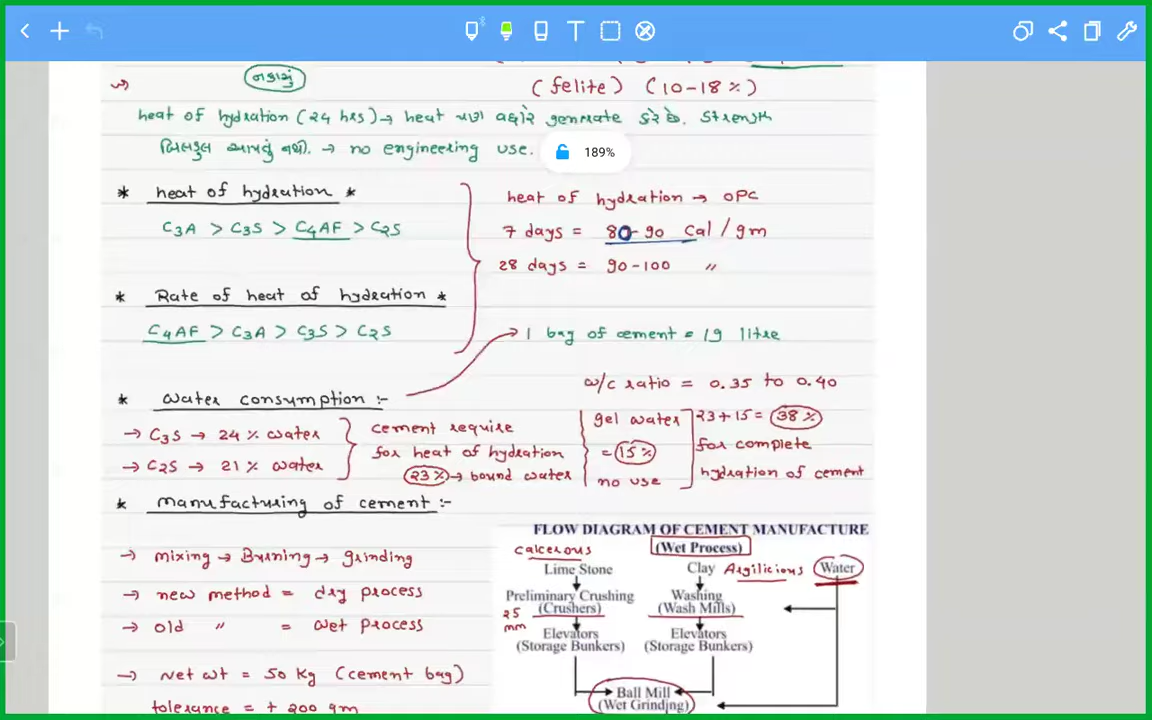 નકામું
(felite) (10-18%)
heat of hydration (24 hrs) → heat પણ વધારે generate કરે છે. strength
બિલકુલ આપતું નથી. → no engineering use.
189%
* heat of hydration *
C3A > C3S > C4AF > C2S
heat of hydration → OPC
7 days = 80-90 Cal/gm
28 days = 90-100 "
* Rate of heat of hydration *
C4AF > C3A > C3S > C2S
1 bag of cement = 19 litre
w/c ratio = 0.35 to 0.40
* water consumption :-
→ C3S → 24% water
→ C2S → 21% water
cement require
for heat of hydration
23% → bound water
gel water
= 15%
no use
23+15 = 38%
for complete
hydration of cement
* manufacturing of cement :-
→ mixing → Burning → grinding
→ new method = dry process
→ old " = wet process
→ Net wt = 50 kg (cement bag)
tolerance = + 200 gm
FLOW DIAGRAM OF CEMENT MANUFACTURE
(Wet Process)
calcerous
Lime Stone
Clay Argilicious Water
Preliminary Crushing
(Crushers)
25
mm
Washing
(Wash Mills)
Elevators
(Storage Bunkers)
Elevators
(Storage Bunkers)
Ball Mill
(Wet Grinding)